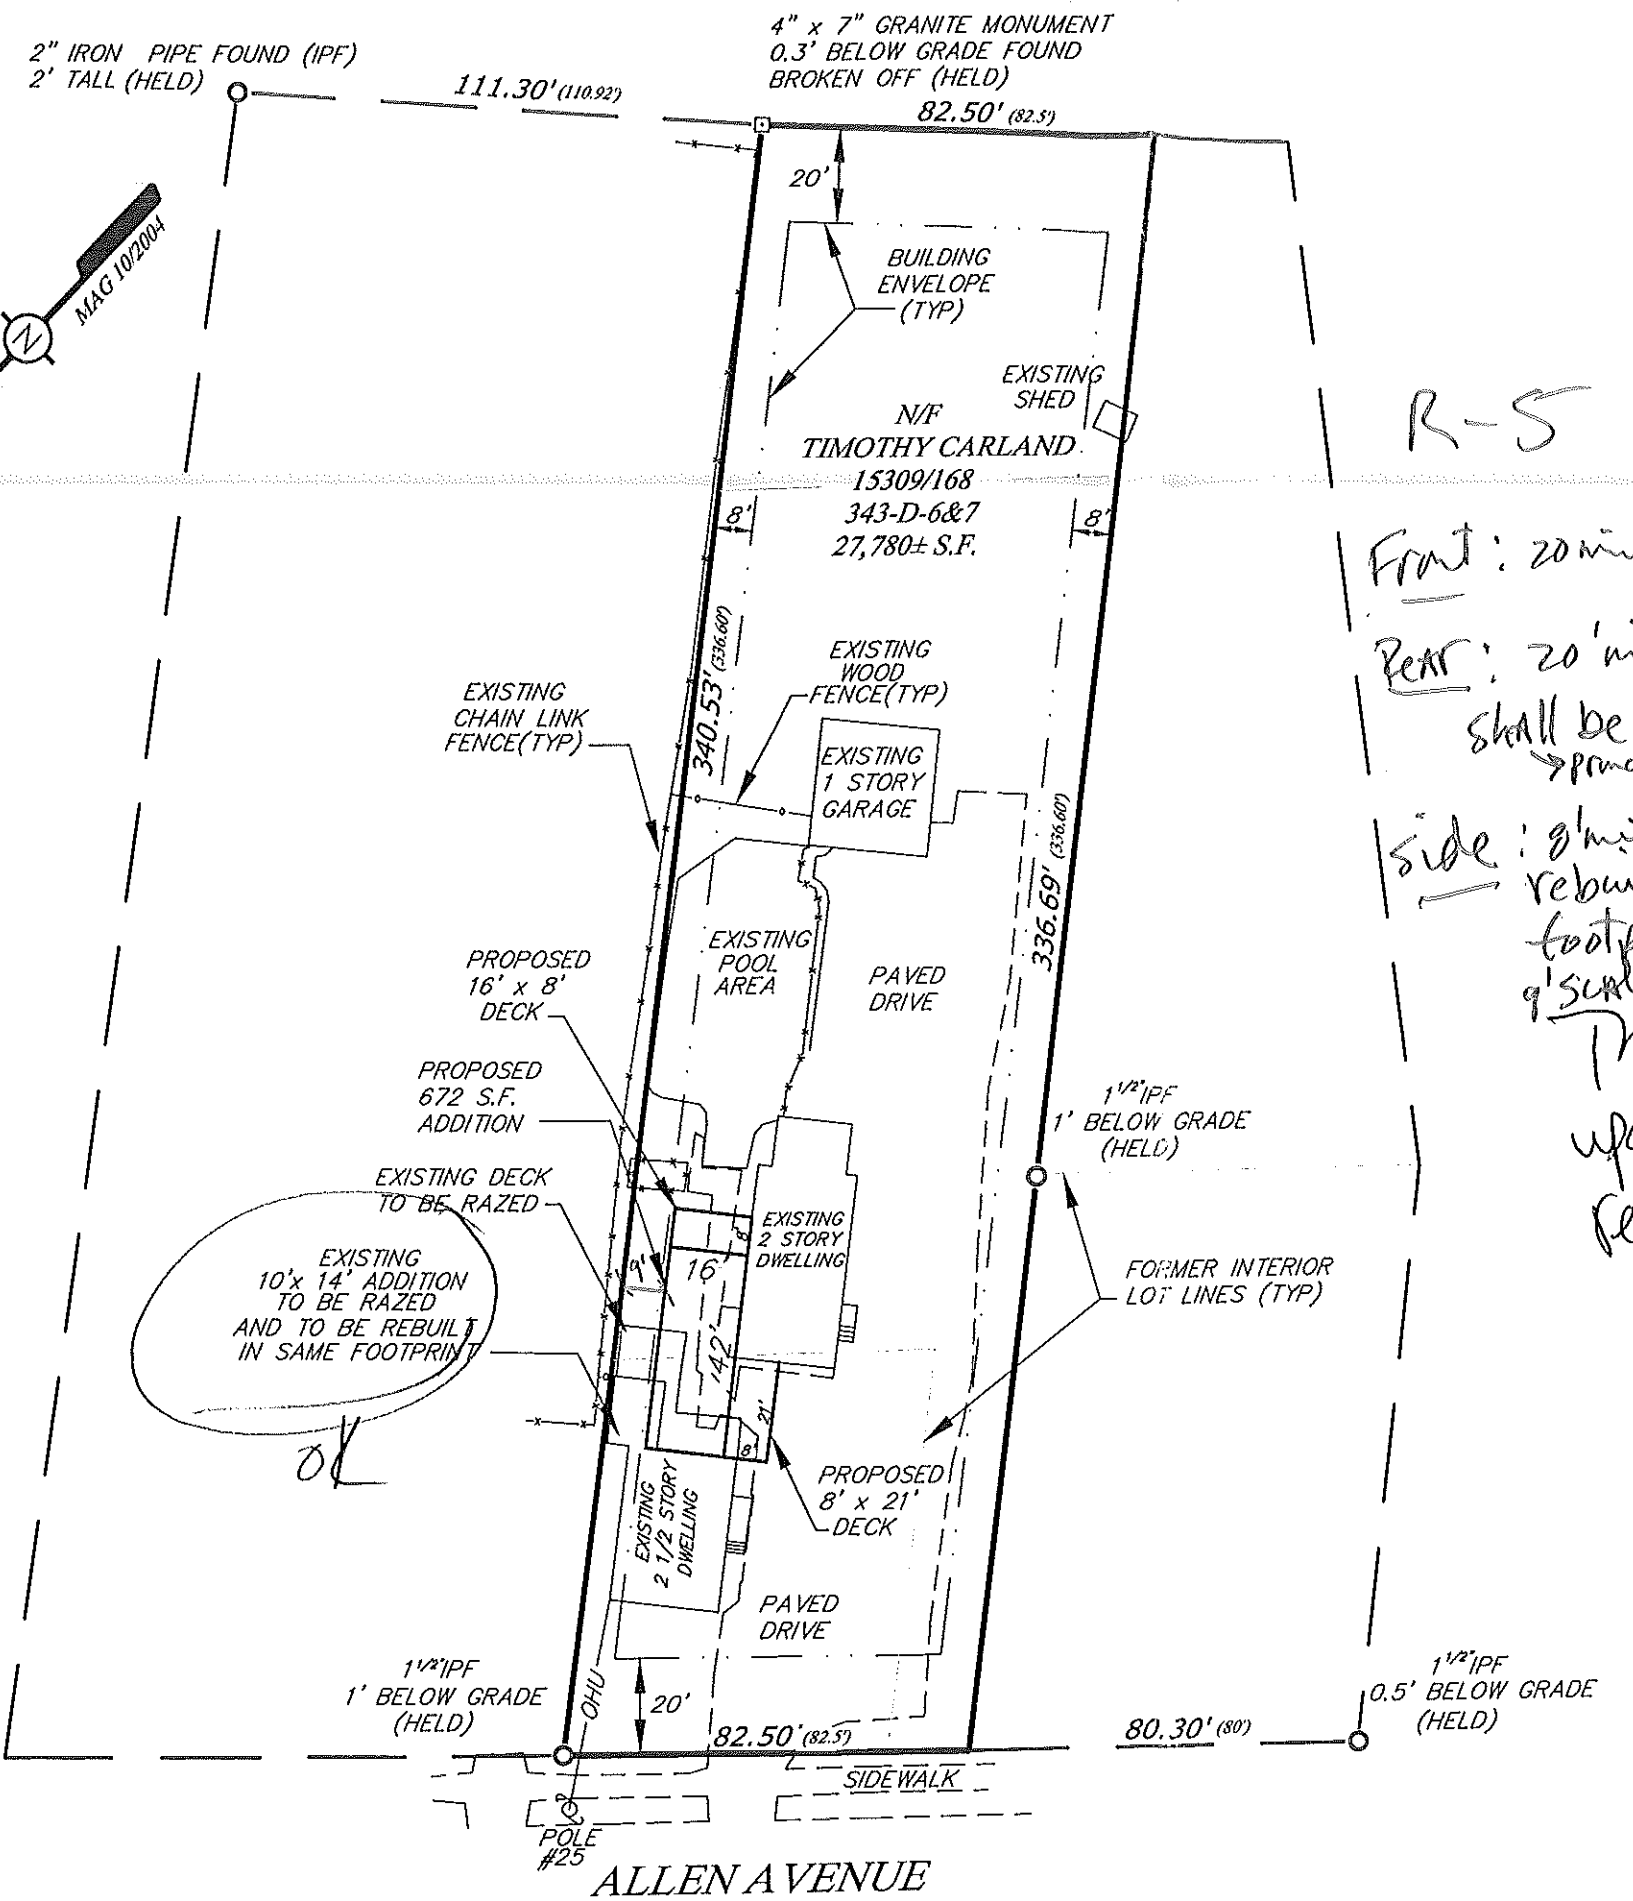 2" IRON PIPE FOUND (IPF)
2' TALL (HELD)
111.30' (110.92')
4" x 7" GRANITE MONUMENT
0.3' BELOW GRADE FOUND
BROKEN OFF (HELD)
82.50' (82.5')
20'
MAG 10/2004
N
BUILDING
ENVELOPE
(TYP)
EXISTING
SHED
N/F
TIMOTHY CARLAND
15309/168
343-D-6&7
27,780± S.F.
8'
8'
R-5
Front: 20 min
Rear: 20' m
shall be
side: 8' mi
340.53' (336.60')
EXISTING
WOOD
FENCE(TYP)
EXISTING
CHAIN LINK
FENCE(TYP)
EXISTING
1 STORY
GARAGE
336.69' (336.60')
EXISTING
POOL
AREA
PAVED
DRIVE
PROPOSED
16' x 8'
DECK
PROPOSED
672 S.F.
ADDITION
1 1/2" IPF
1' BELOW GRADE
(HELD)
EXISTING DECK
TO BE RAZED
EXISTING
2 STORY
DWELLING
8'
9'
16'
42'
EXISTING
10'x 14' ADDITION
TO BE RAZED
AND TO BE REBUILT
IN SAME FOOTPRINT
OK
FORMER INTERIOR
LOT LINES (TYP)
21'
8'
PROPOSED
8' x 21'
DECK
EXISTING
2 1/2 STORY
DWELLING
PAVED
DRIVE
1 1/2" IPF
1' BELOW GRADE
(HELD)
OHU
20'
82.50' (82.5')
80.30' (80')
1 1/2" IPF
0.5' BELOW GRADE
(HELD)
SIDEWALK
POLE
#25
ALLEN AVENUE